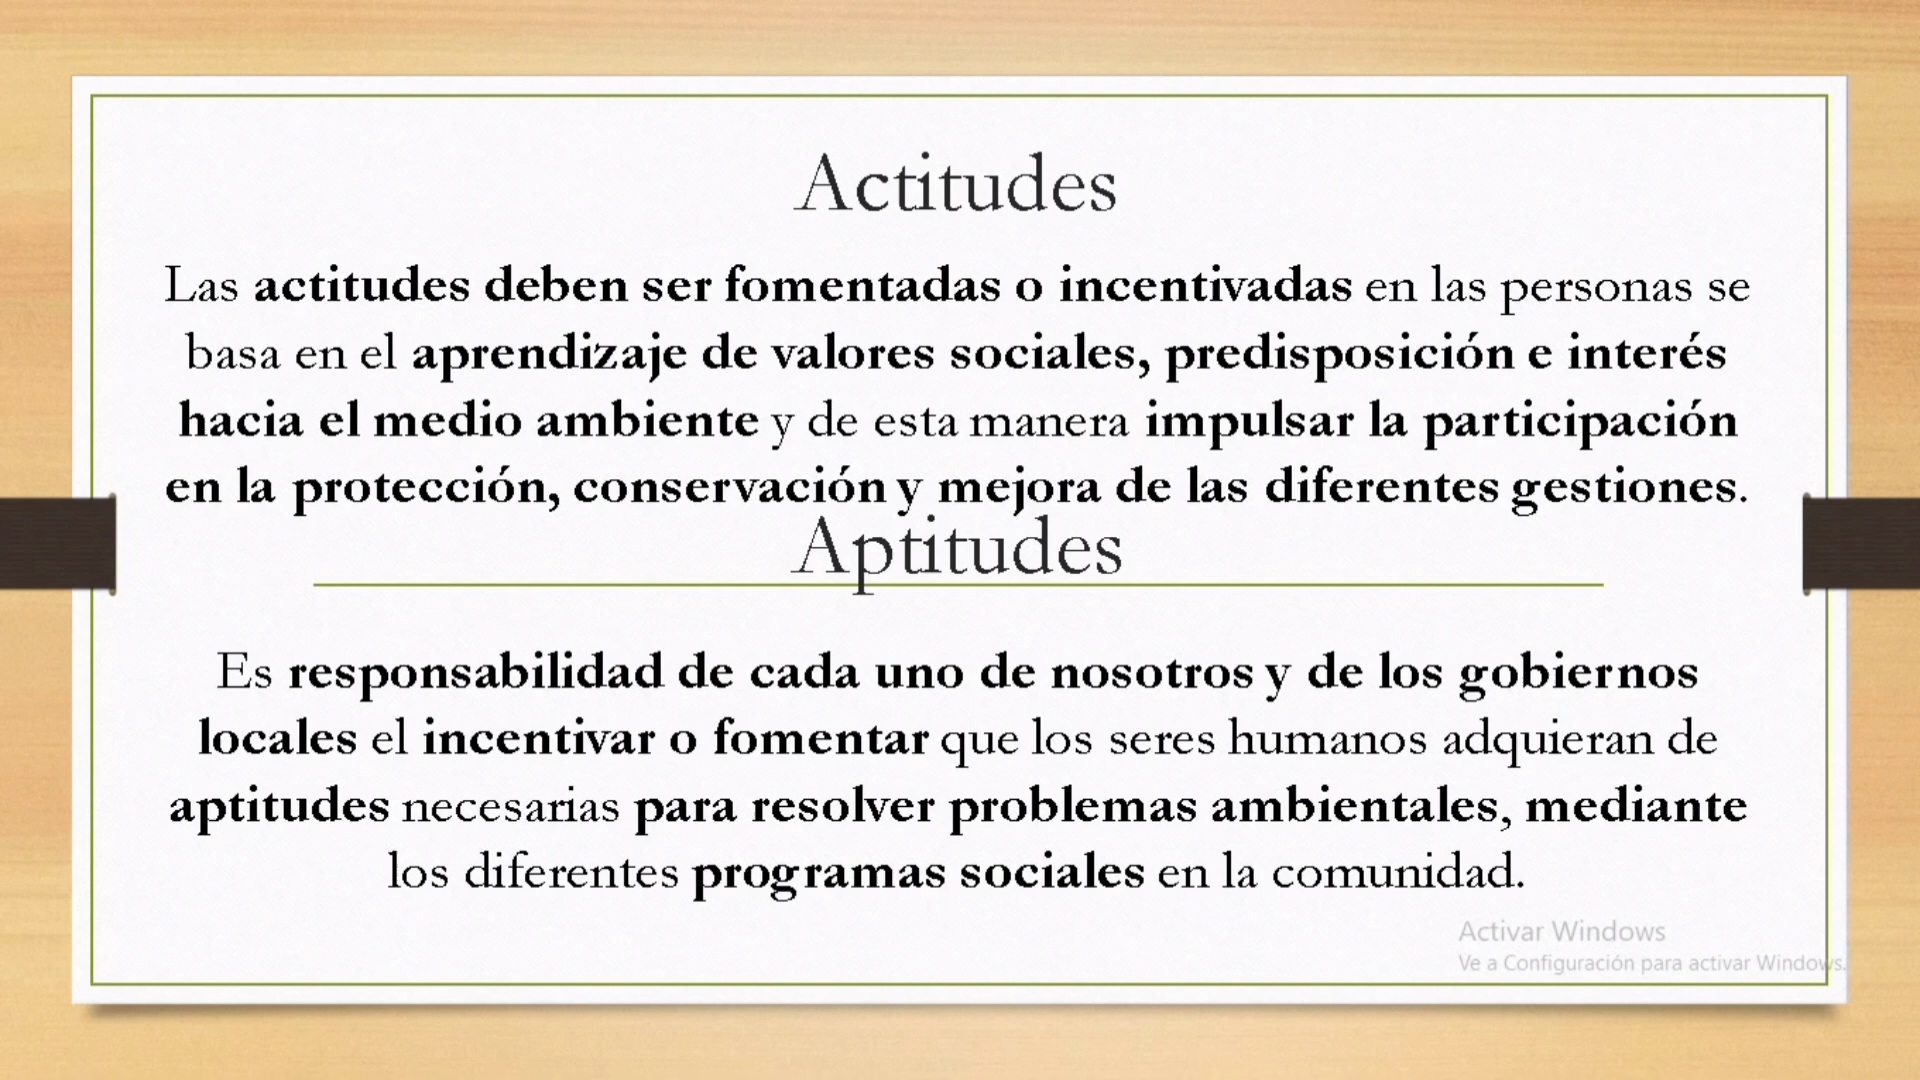 Actitudes
Las actitudes deben ser fomentadas o incentivadas en las personas se
basa en el aprendizaje de valores sociales, predisposición e interés
hacia el medio ambiente y de esta manera impulsar la participación
en la protección, conservación y mejora de las diferentes gestiones.
Aptitudes
Es responsabilidad de cada uno de nosotros y de los gobiernos
locales el incentivar o fomentar que los seres humanos adquieran de
aptitudes necesarias para resolver problemas ambientales, mediante
los diferentes programas sociales en la comunidad.
Activar Windows
Ve a Configuración para activar Windows.